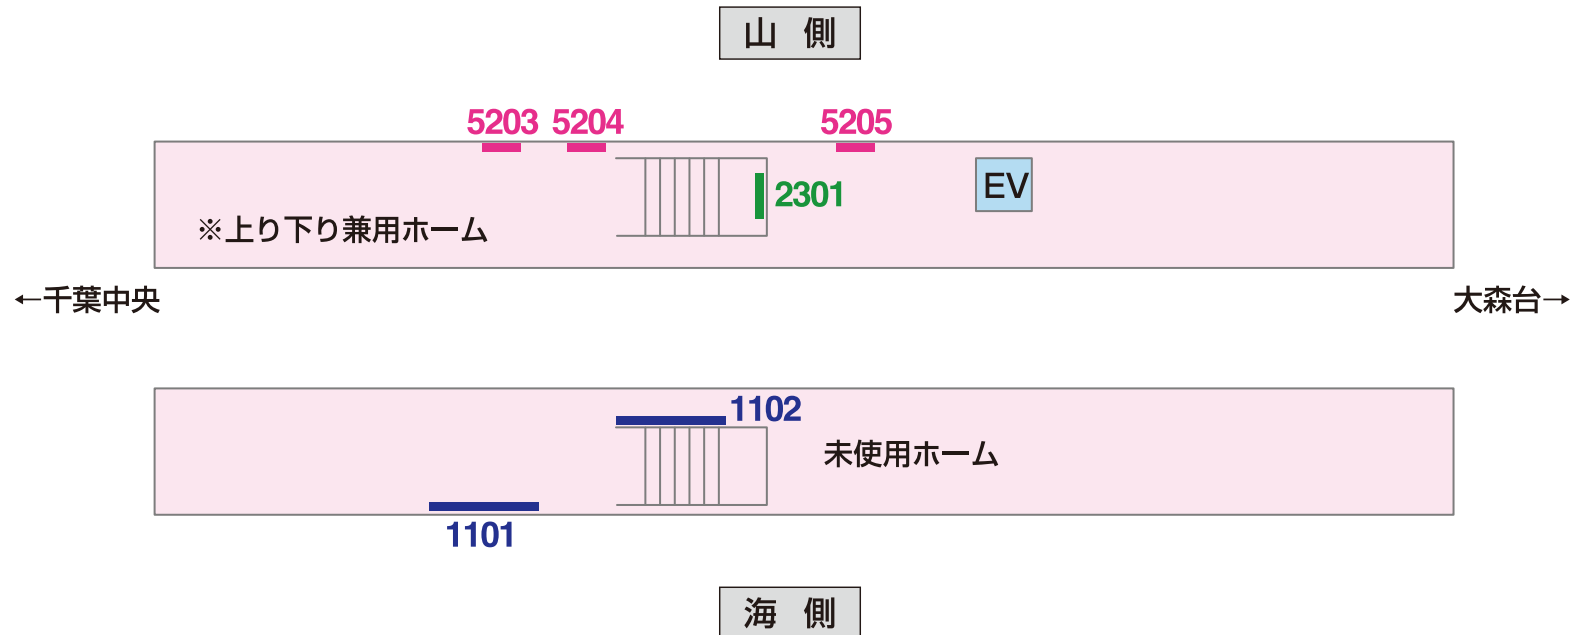 山 側
5203 5204 5205
EV
2301
※上り下り兼用ホーム
←千葉中央
大森台→
1102
未使用ホーム
1101
海 側